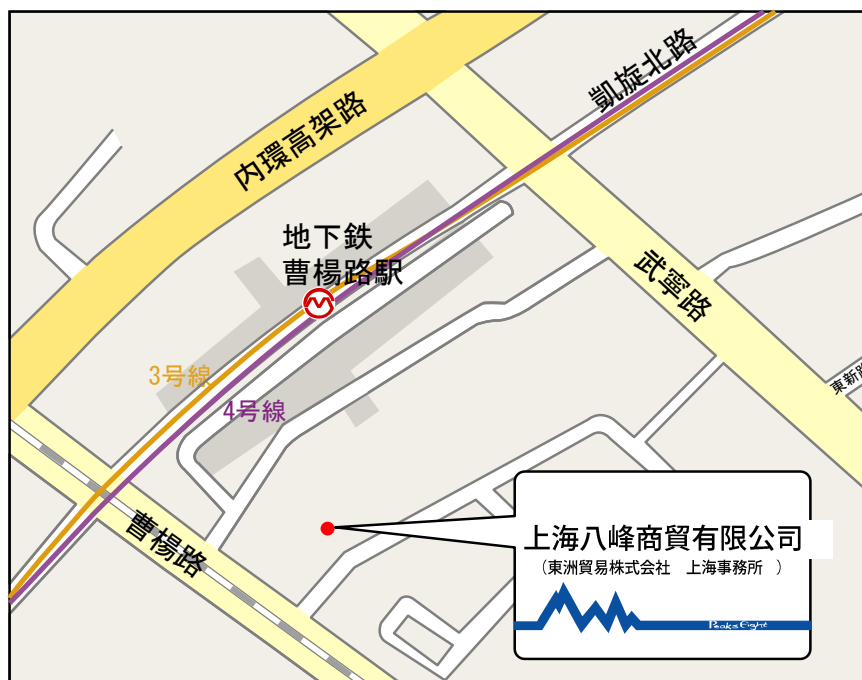 凱旋北路
内環高架路
地下鉄
曹楊路駅
武寧路
3号線
東新路
4号線
曹楊路
上海八峰商貿有限公司
（東洲貿易株式会社　上海事務所　）
Peaks Eight